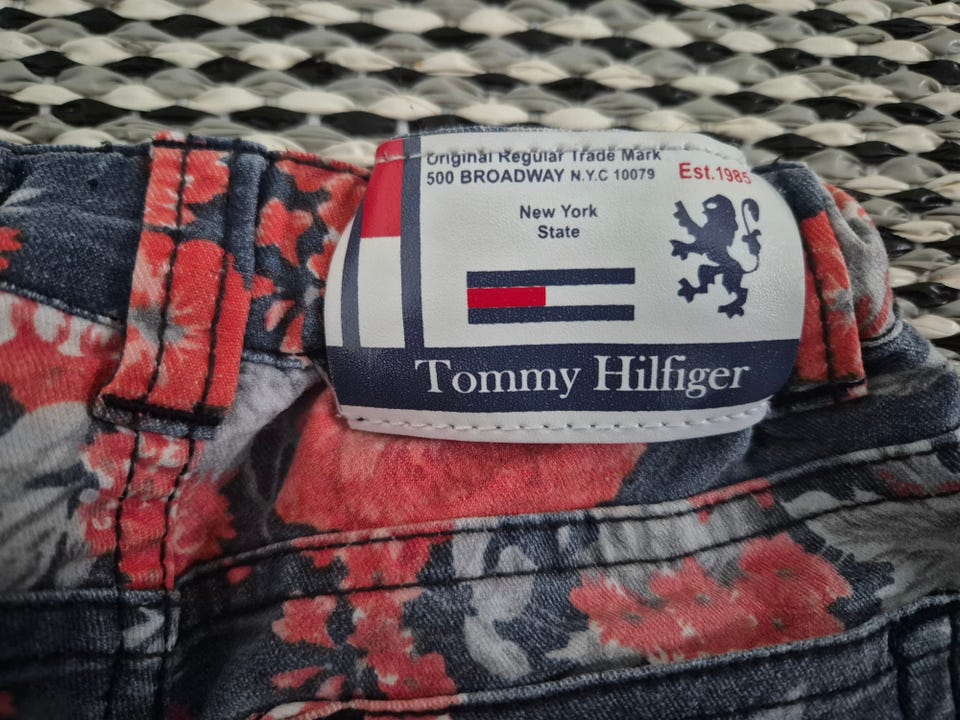 Original Regular Trade Mark
500 BROADWAY N.Y.C 10079
Est.1985
New York
State
Tommy Hilfiger